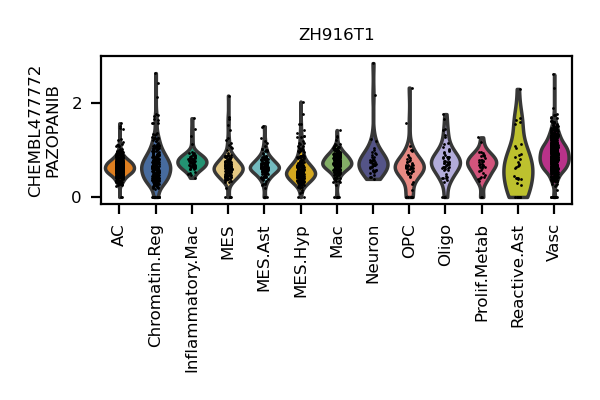 ZH916T1
CHEMBL477772
PAZOPANIB
2
0
AC
Chromatin.Reg
Inflammatory.Mac
MES
MES.Ast
MES.Hyp
Mac
Neuron
OPC
Oligo
Prolif.Metab
Reactive.Ast
Vasc